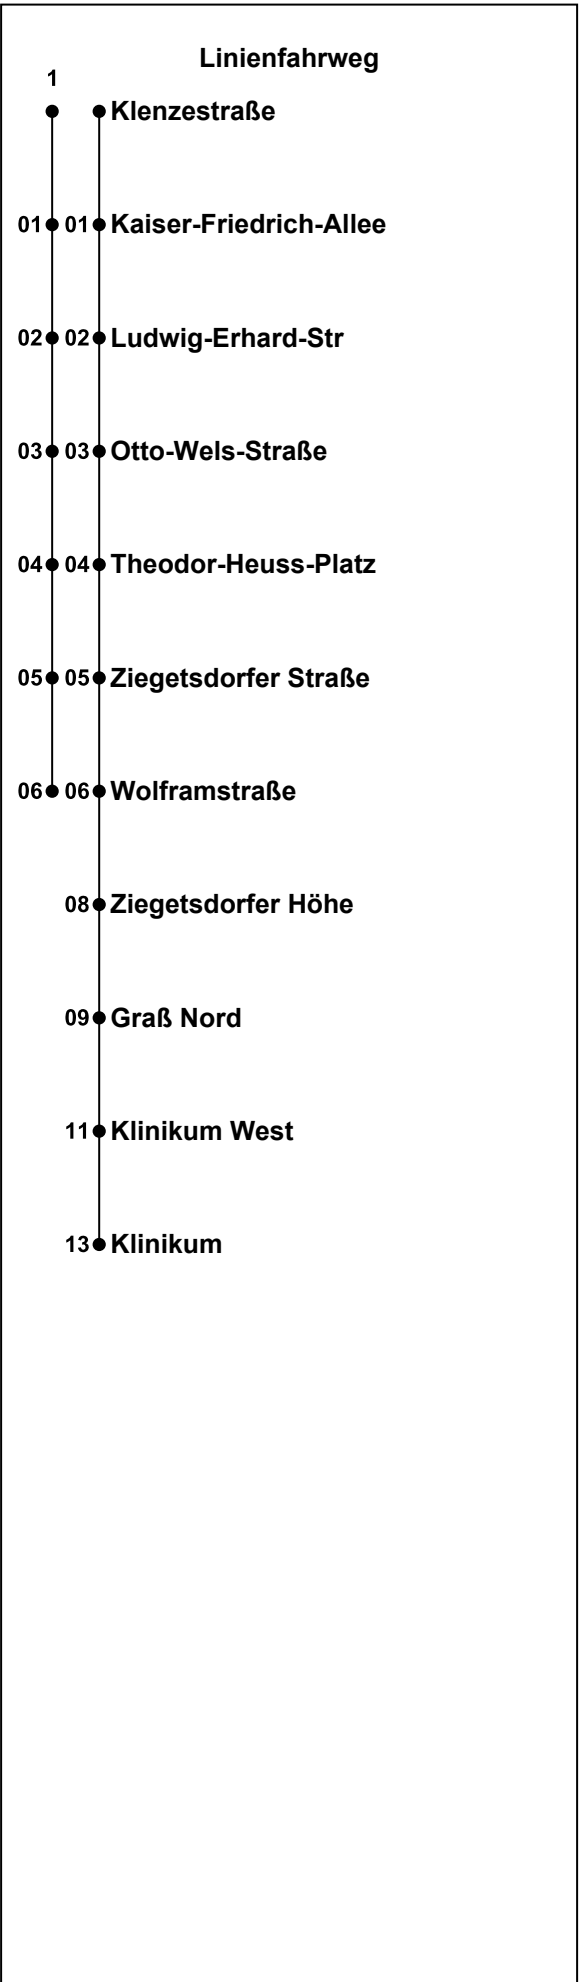 Linienfahrweg
1
Klenzestraße
01 01 Kaiser-Friedrich-Allee
02 02 Ludwig-Erhard-Str
03 03 Otto-Wels-Straße
04 04 Theodor-Heuss-Platz
05 05 Ziegetsdorfer Straße
06 06 Wolframstraße
08 Ziegetsdorfer Höhe
09 Graß Nord
11 Klinikum West
13 Klinikum